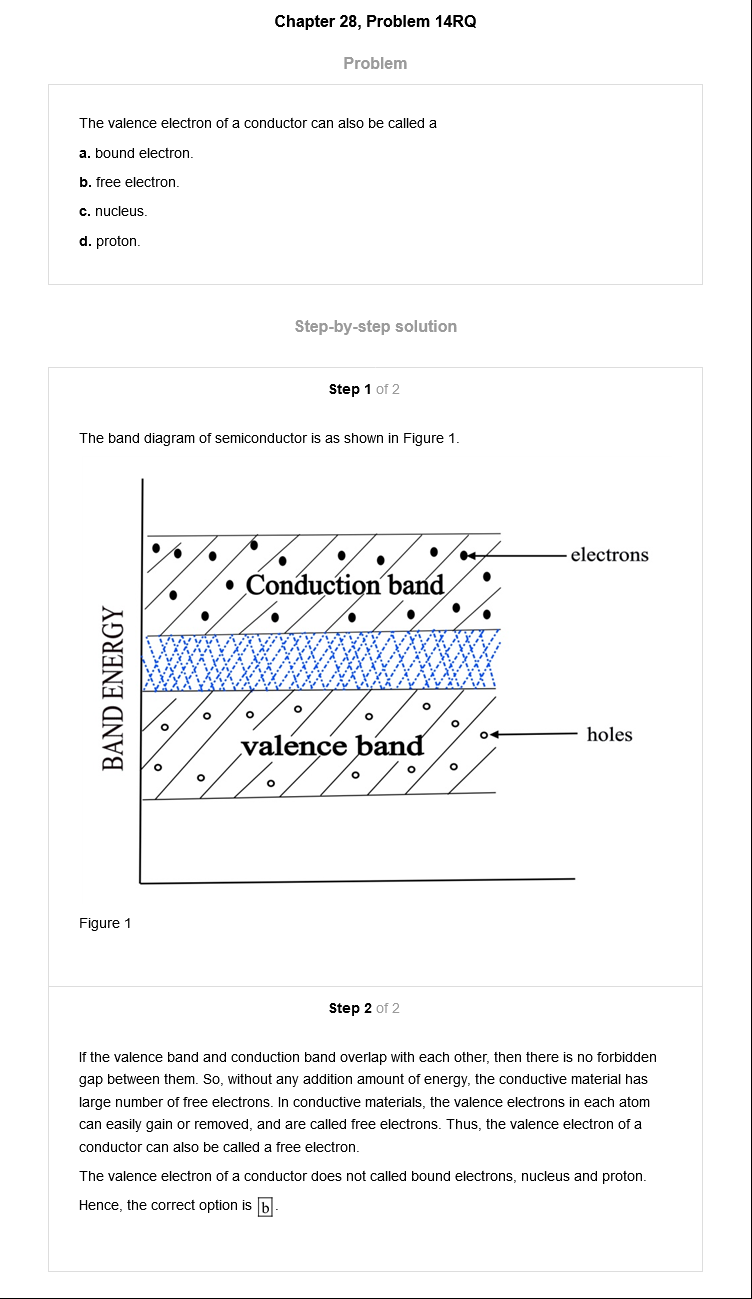 Chapter 28, Problem 14RQ
Problem
The valence electron of a conductor can also be called a
a. bound electron.
b. free electron.
c. nucleus.
d. proton.
Step-by-step solution
Step 1 of 2
The band diagram of semiconductor is as shown in Figure 1.
electrons
Conduction band
BAND ENERGY
holes
valence band
Figure 1
Step 2 of 2
If the valence band and conduction band overlap with each other, then there is no forbidden
gap between them. So, without any addition amount of energy, the conductive material has
large number of free electrons. In conductive materials, the valence electrons in each atom
can easily gain or removed, and are called free electrons. Thus, the valence electron of a
conductor can also be called a free electron.
The valence electron of a conductor does not called bound electrons, nucleus and proton.
Hence, the correct option is b.